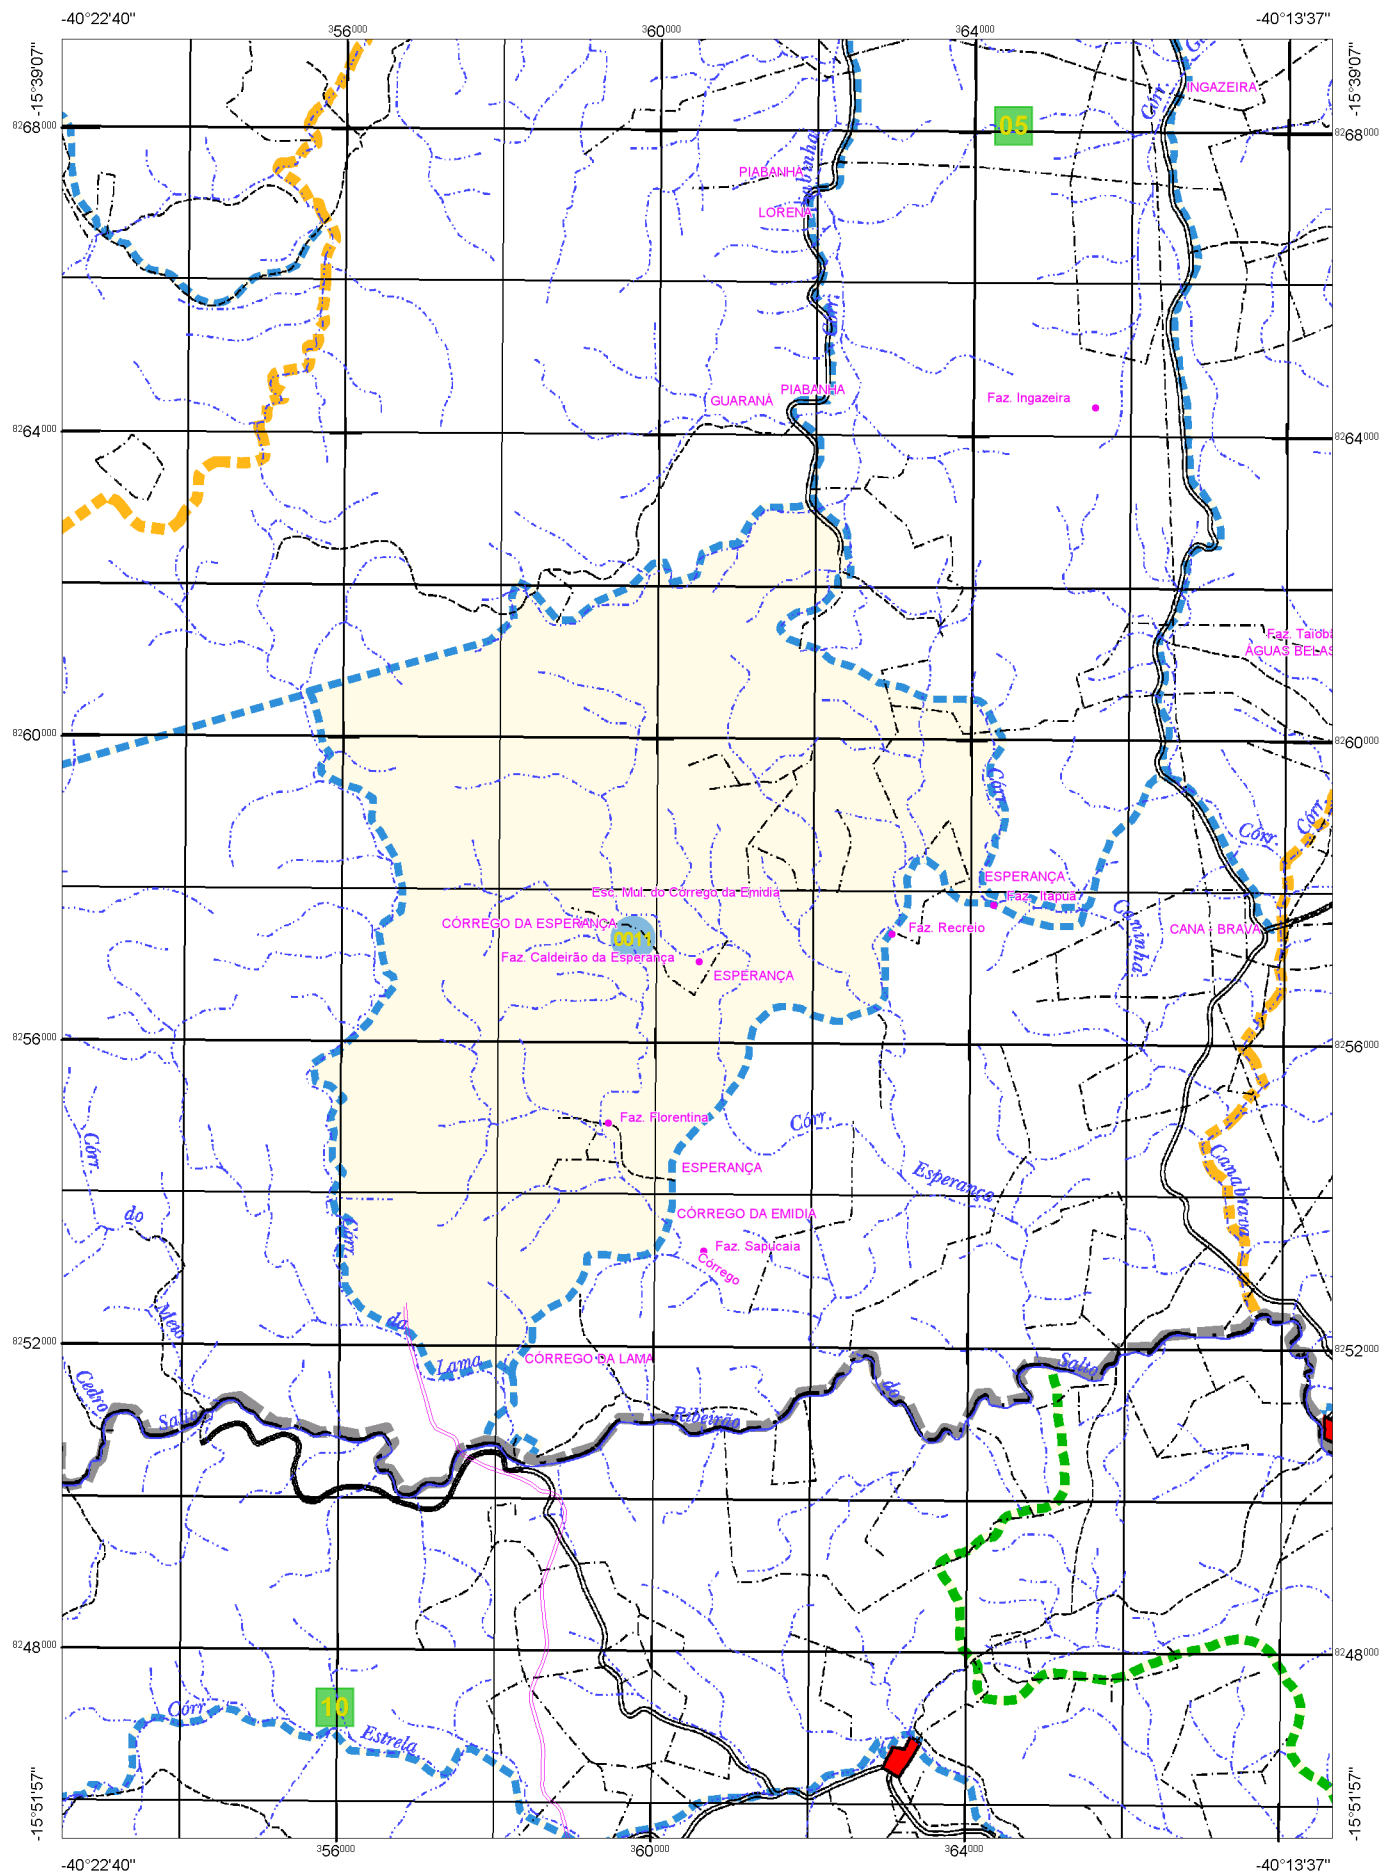 -40°22'40"
-40°13'37"
356000
360000
364000
-15°39'07"
-15°39'07"
INGAZEIRA
Córr.
05
8268000
8268000
PIABANHA
LORENA
Córr.
PIABANHA
GUARANÁ
Faz. Ingazeira
8264000
8264000
Faz. Taioba
ÁGUAS BELAS
8260000
8260000
Córr.
Córr.
Córr.
ESPERANÇA
Esc. Mul. do Córrego da Emidia
Faz. Itapuã
CÓRREGO DA ESPERANÇA
0011
Faz. Recreio
CANA - BRAVA
Caninha
Faz. Caldeirão da Esperança
ESPERANÇA
8256000
8256000
Faz. Florentina
Córr.
Córr.
ESPERANÇA
Esperança
Canabrava
do
CÓRREGO DA EMIDIA
Córr.
Faz. Sapucaia
Córrego
Meio
da
8252000
8252000
Lama
CÓRREGO DA LAMA
Salto
Cedro
do
Salto
Ribeirão
8248000
8248000
10
Córr.
Estrela
-15°51'57"
-15°51'57"
356000
360000
364000
-40°22'40"
-40°13'37"